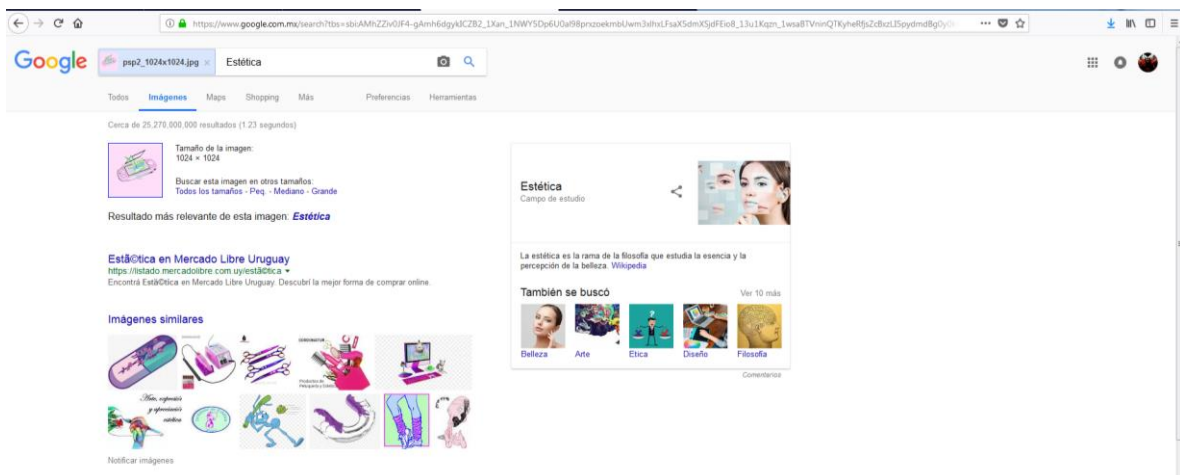 https://www.google.com.mx/search?tbs=sbi:AMhZZiv0JF4-gAmh6dgykJCZB2_1Xan_1NWY5Dp6U0al98prxzoekmbUwm3xlhxLFsaX5dmXSjdFEio8_13u1Kqzn_1wsaBTVninQTKyheRfjsZcBxzLI5pydmdBg0y
Google psp2_1024x1024.jpg × Estética
Todos Imágenes Maps Shopping Más Preferencias Herramientas
Cerca de 25,270,000,000 resultados (1.23 segundos)
Tamaño de la imagen:
1024 × 1024
Buscar esta imagen en otros tamaños:
Todos los tamaños - Peq. - Mediano - Grande
Resultado más relevante de esta imagen: Estética
Estã©tica en Mercado Libre Uruguay
https://listado.mercadolibre.com.uy/estã©tica
Encontrá Estã©tica en Mercado Libre Uruguay. Descubrí la mejor forma de comprar online.
Imágenes similares
Arte, expresión
y apreciación
estética
Notificar imágenes
Estética
Campo de estudio
La estética es la rama de la filosofía que estudia la esencia y la
percepción de la belleza. Wikipedia
También se buscó Ver 10 más
Belleza Arte Ética Diseño Filosofía
Comentarios